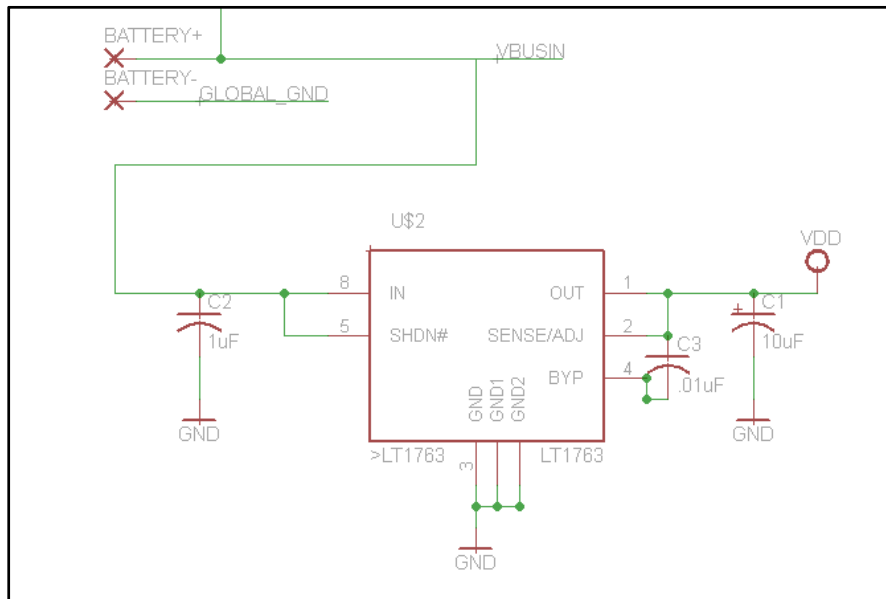 BATTERY+
VBUSIN
BATTERY-
GLOBAL_GND
U$2
VDD
8
IN
OUT
1
C2
1uF
5
SHDN#
SENSE/ADJ
2
C1
10uF
C3
.01uF
BYP
4
GND
GND1
GND2
GND
>LT1763
3
LT1763
GND
GND
+